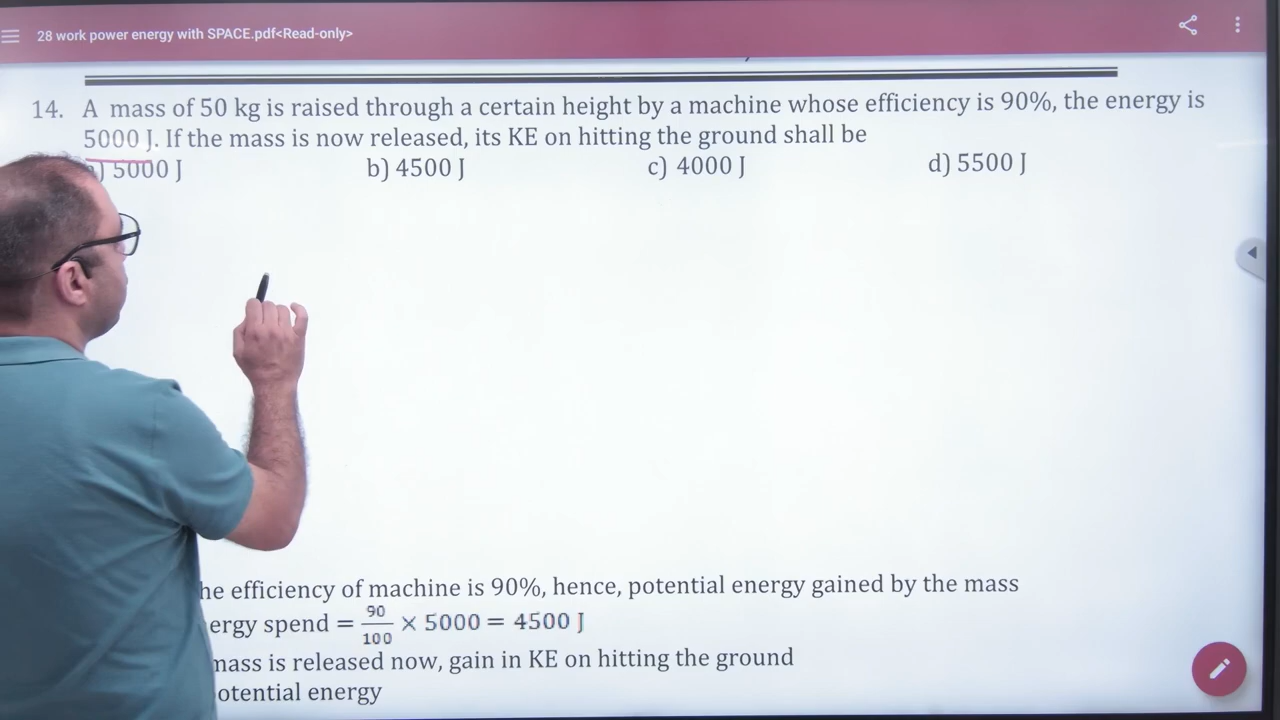 28 work power energy with SPACE.pdf<Read-only>
14. A mass of 50 kg is raised through a certain height by a machine whose efficiency is 90%, the energy is
5000 J. If the mass is now released, its KE on hitting the ground shall be
a) 5000 J b) 4500 J c) 4000 J d) 5500 J
efficiency of machine is 90%, hence, potential energy gained by the mass
spend = 90/100 × 5000 = 4500 J
mass is released now, gain in KE on hitting the ground
potential energy